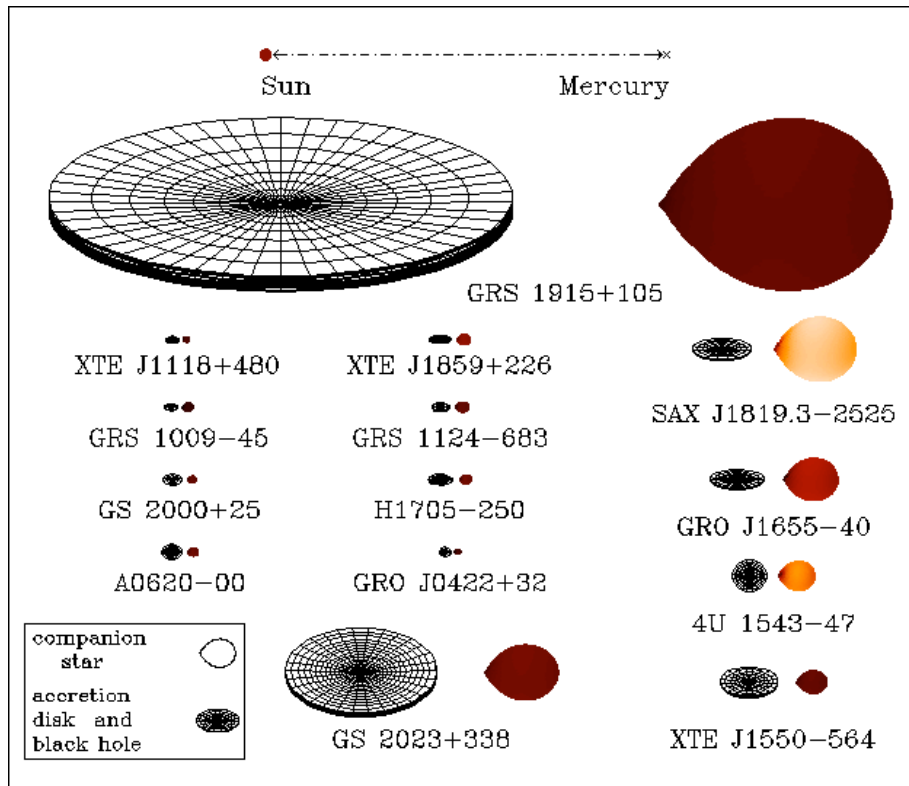 Sun
Mercury
GRS 1915+105
XTE J1118+480
XTE J1859+226
SAX J1819.3-2525
GRS 1009-45
GRS 1124-683
GS 2000+25
H1705-250
GRO J1655-40
A0620-00
GRO J0422+32
4U 1543-47
companion
star
accretion
disk and
black hole
GS 2023+338
XTE J1550-564